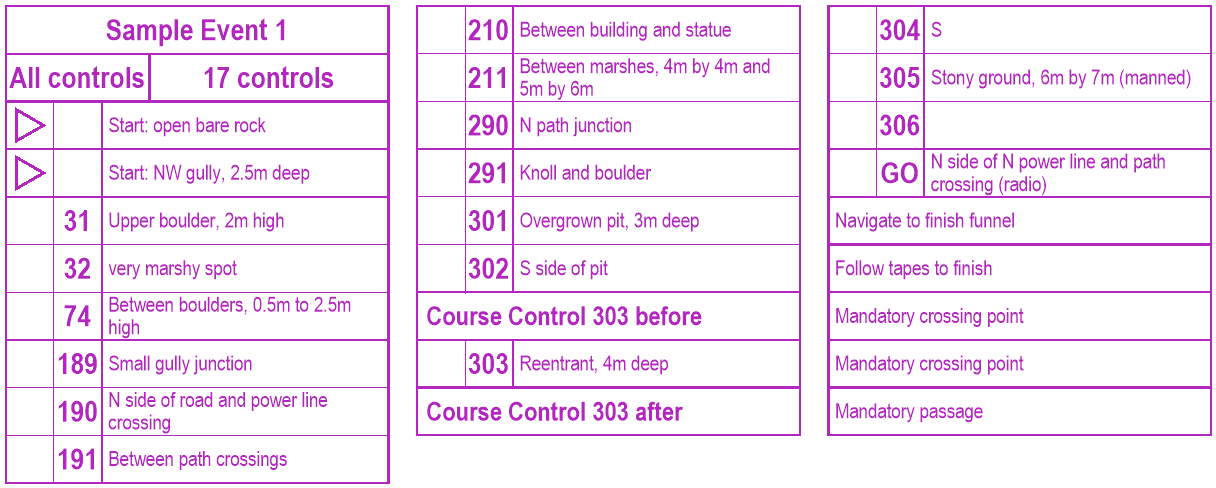 Sample Event 1
All controls 17 controls
Start: open bare rock
Start: NW gully, 2.5m deep
31 Upper boulder, 2m high
32 very marshy spot
74 Between boulders, 0.5m to 2.5m
high
189 Small gully junction
190 N side of road and power line
crossing
191 Between path crossings
210 Between building and statue
211 Between marshes, 4m by 4m and
5m by 6m
290 N path junction
291 Knoll and boulder
301 Overgrown pit, 3m deep
302 S side of pit
Course Control 303 before
303 Reentrant, 4m deep
Course Control 303 after
304 S
305 Stony ground, 6m by 7m (manned)
306
GO N side of N power line and path
crossing (radio)
Navigate to finish funnel
Follow tapes to finish
Mandatory crossing point
Mandatory crossing point
Mandatory passage